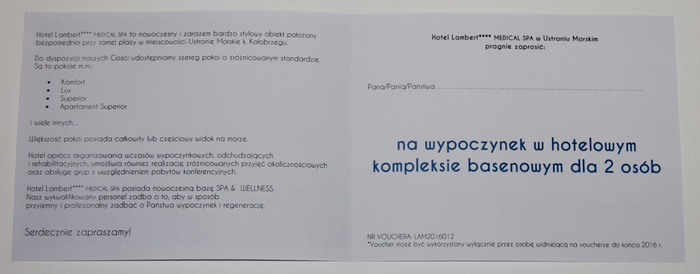 Hotel Lambert**** MEDICAL SPA to nowoczesny i zarazem bardzo stylowy obiekt położony
bezpośrednio przy samej plaży w miejscowości Ustronie Morskie k. Kołobrzegu.
Do dyspozycji naszych Gości udostępniamy szereg pokoi o zróżnicowanym standardzie.
Są to pokoje m.in.:
• Komfort
• Lux
• Superior
• Apartament Superior
i wiele innych...
Większość pokoi posiada całkowity lub częściowy widok na morze.
Hotel oprócz organizowania wczasów wypoczynkowych, odchudzających
i rehabilitacyjnych, umożliwia również realizację zróżnicowanych przyjęć okolicznościowych
oraz obsługę grup z uwzględnieniem pobytów konferencyjnych.
Hotel Lambert**** MEDICAL SPA posiada nowoczesną bazę SPA & WELLNESS.
Nasz wykwalifikowany personel zadba o to, aby w sposób
przyjemny i profesjonalny zadbać o Państwa wypoczynek i regenerację.
Serdecznie zapraszamy!
Hotel Lambert**** MEDICAL SPA w Ustroniu Morskim
pragnie zaprosić:
Pana/Panią/Państwa:
na wypoczynek w hotelowym
kompleksie basenowym dla 2 osób
NR VOUCHERA: LAM2016012
*Voucher może być wykorzystany wyłącznie przez osobę widniejącą na voucherze do końca 2016 r.